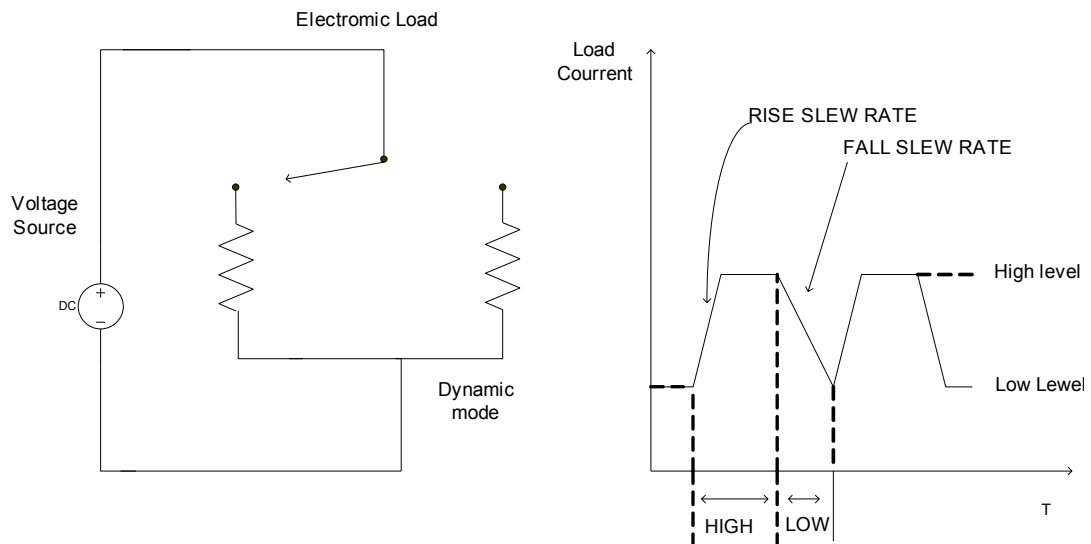 Electromic Load
Voltage
Source
DC
Dynamic
mode
Load
Courrent
RISE SLEW RATE
FALL SLEW RATE
High level
Low Lewel
HIGH
LOW
T